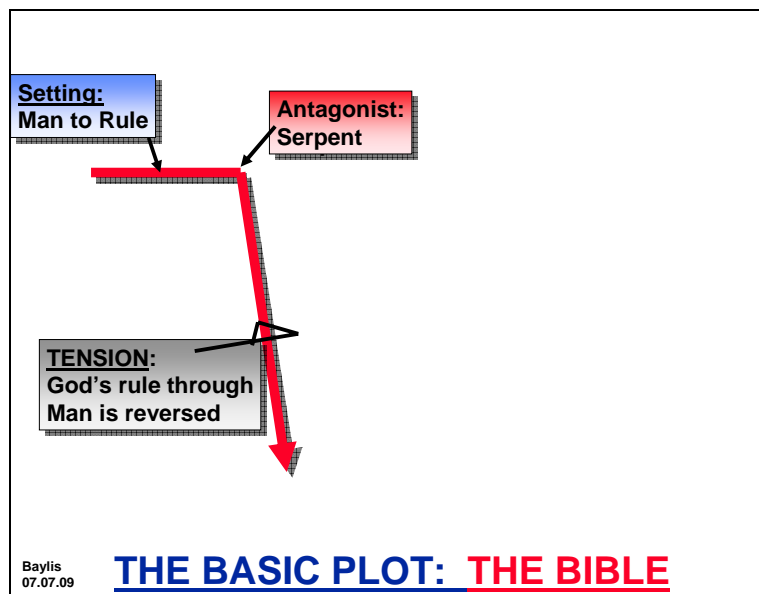 Setting:
Man to Rule
Antagonist:
Serpent
TENSION:
God's rule through
Man is reversed
Baylis
07.07.09
THE BASIC PLOT: THE BIBLE